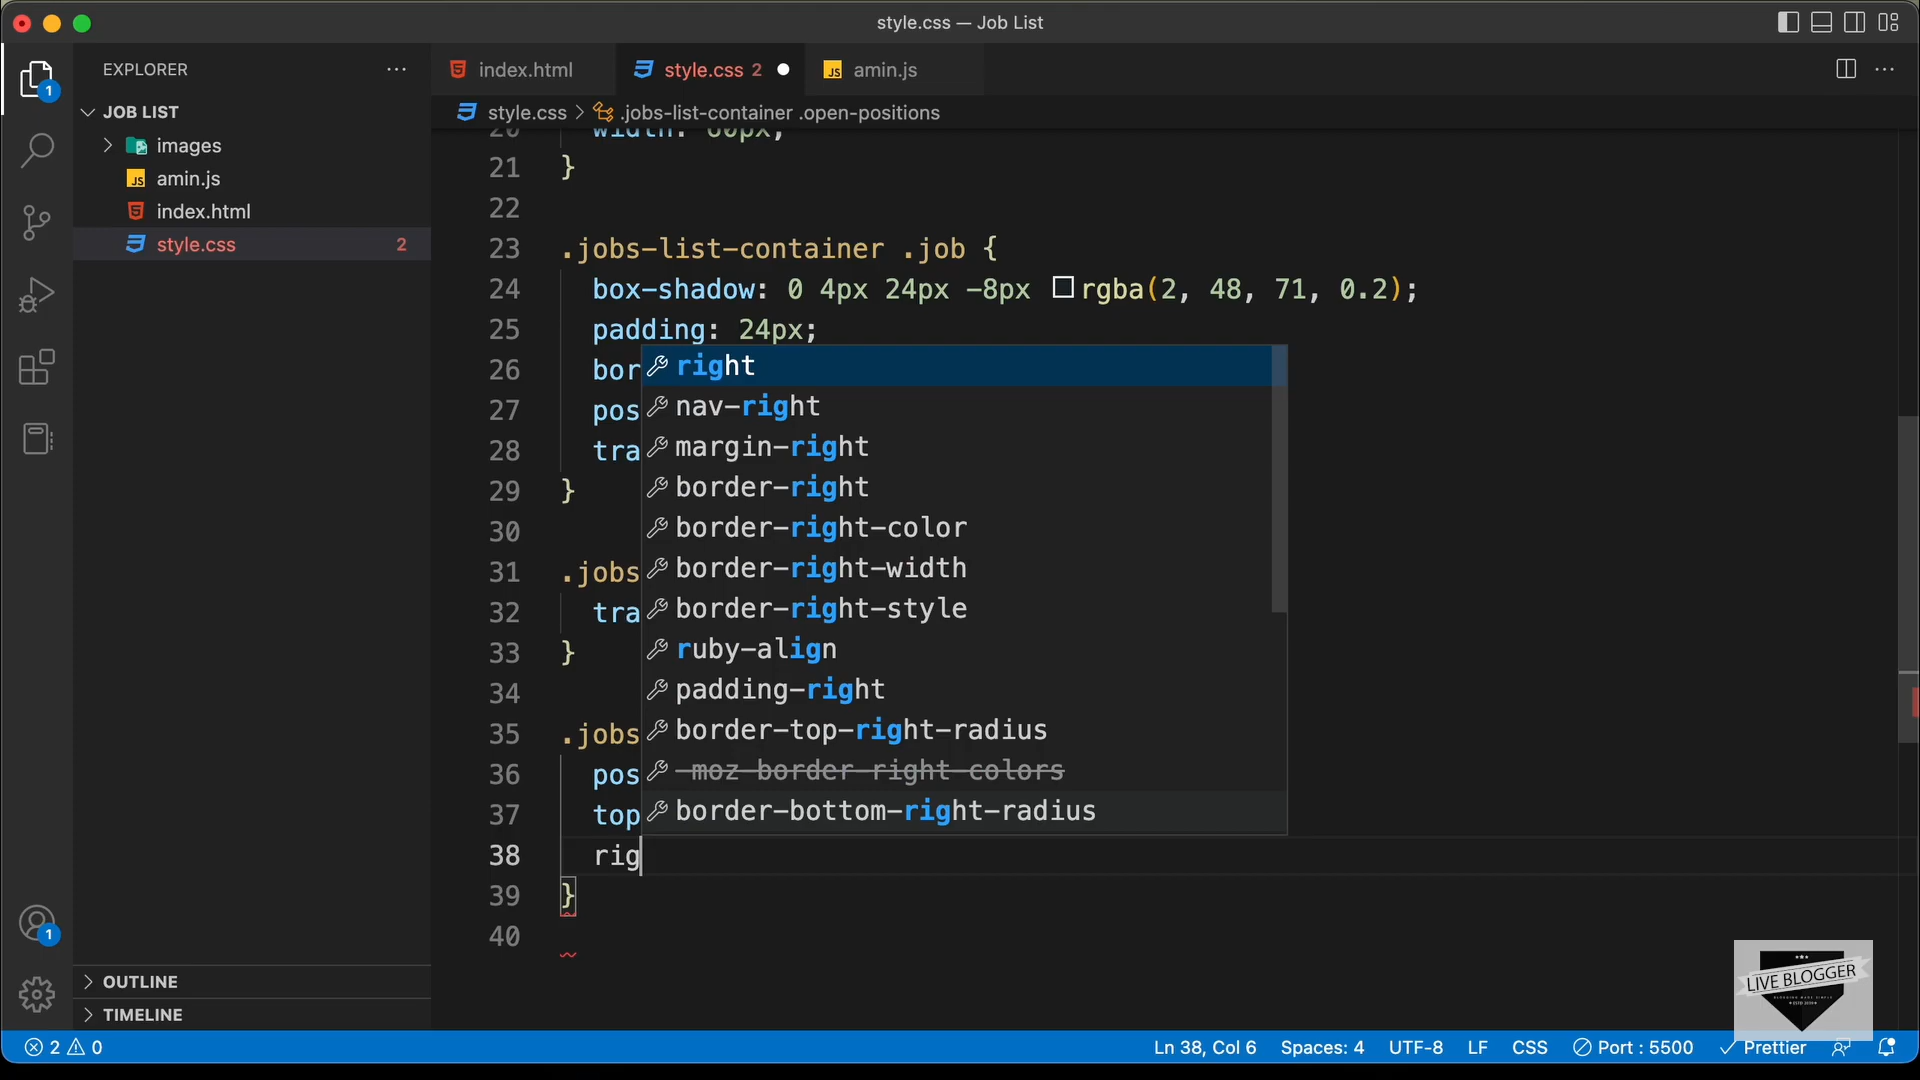 style.css — Job List
EXPLORER
index.html
style.css 2
amin.js
1
JOB LIST
style.css > .jobs-list-container .open-positions
images
20 width: 60px;
21 }
amin.js
22
index.html
style.css 2
23 .jobs-list-container .job {
24 box-shadow: 0 4px 24px -8px rgba(2, 48, 71, 0.2);
25 padding: 24px;
26 bor
27 pos
28 tra
29 }
30
31 .jobs
32 tra
33 }
34
35 .jobs
36 pos
37 top
38 rig
39 }
40
right
nav-right
margin-right
border-right
border-right-color
border-right-width
border-right-style
ruby-align
padding-right
border-top-right-radius
-moz-border-right-colors
border-bottom-right-radius
1
OUTLINE
TIMELINE
LIVE BLOGGER
2 0
Ln 38, Col 6
Spaces: 4
UTF-8
LF
CSS
Port : 5500
Prettier